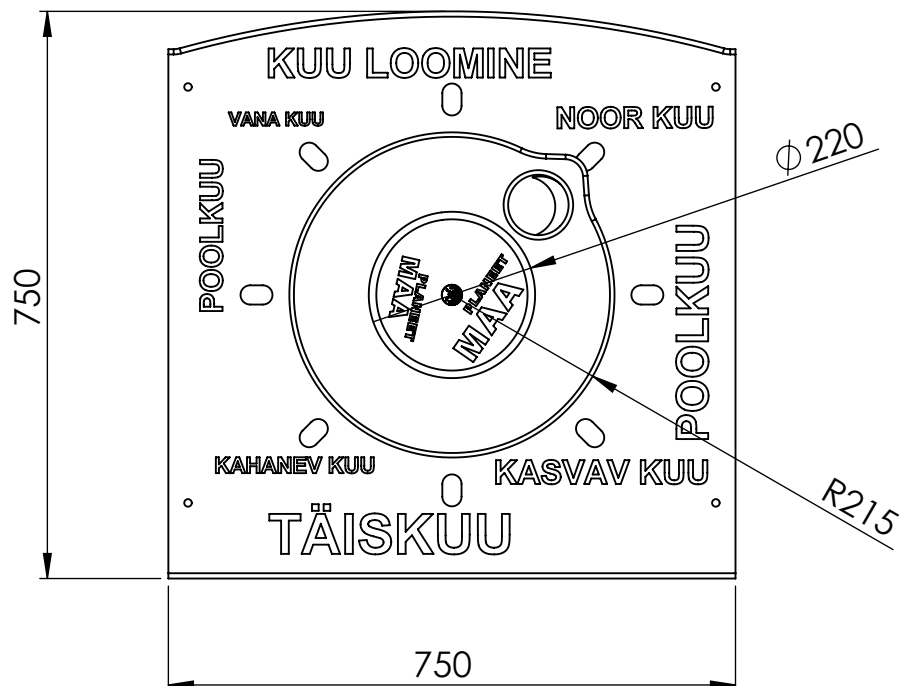 KUU LOOMINE
VANA KUU
NOOR KUU
⌀ 220
POOLKUU
POOLKUU
750
PLANEET
MAA
PLANEET
MAA
KAHANEV KUU
KASVAV KUU
R215
TÄISKUU
750